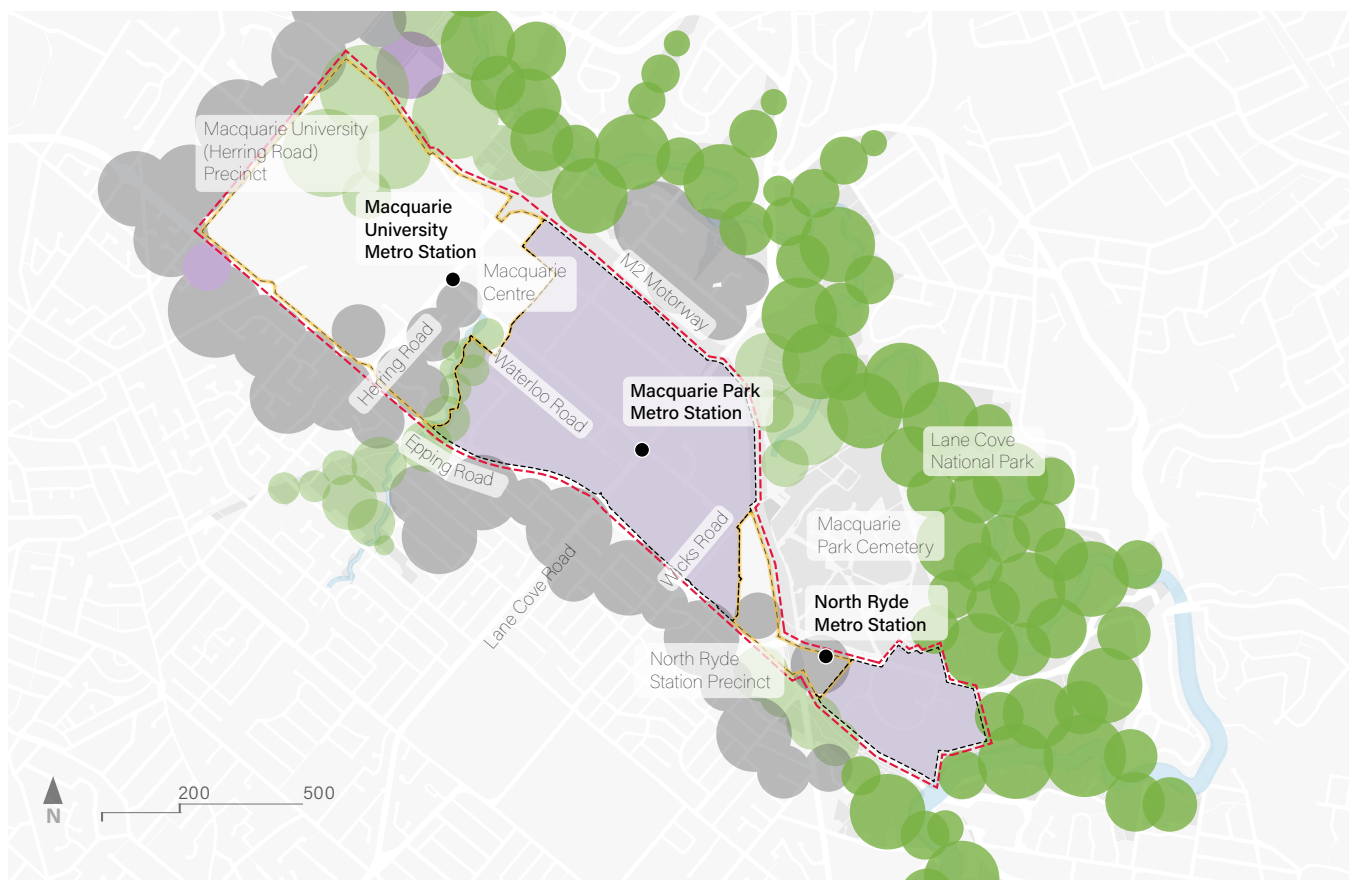 Macquarie University
(Herring Road)
Precinct
Macquarie
University
Metro Station
Macquarie
Centre
M2 Motorway
Herring Road
Waterloo Road
Macquarie Park
Metro Station
Epping Road
Lane Cove
National Park
Wicks Road
Macquarie
Park Cemetery
Lane Cove Road
North Ryde
Metro Station
North Ryde
Station Precinct
200
500
N